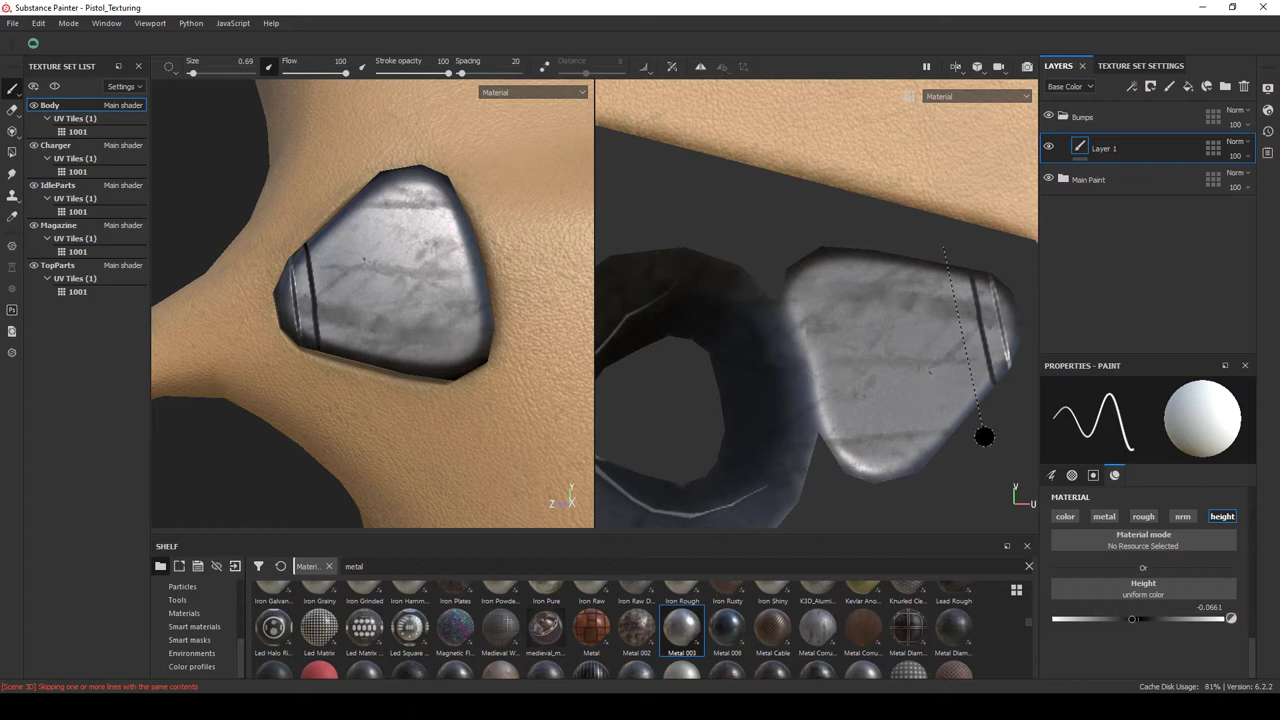 Substance Painter - Pistol_Texturing
File Edit Mode Window Viewport Python JavaScript Help
Size 0.69 Flow 100 Stroke opacity 100 Spacing 20 Distance 8
TEXTURE SET LIST
Settings
Body Main shader
UV Tiles (1)
1001
Charger Main shader
UV Tiles (1)
1001
IdleParts Main shader
UV Tiles (1)
1001
Magazine Main shader
UV Tiles (1)
1001
TopParts Main shader
UV Tiles (1)
1001
Ps
Material
Y
Z X
Material
V
U
LAYERS TEXTURE SET SETTINGS
Base Color
Bumps Norm
100
Layer 1 Norm
100
Main Paint Norm
100
PROPERTIES - PAINT
MATERIAL
color metal rough nrm height
Material mode
No Resource Selected
Or
Height
uniform color
-0.0661
SHELF
Materi... metal
Particles
Tools
Materials
Smart materials
Smart masks
Environments
Color profiles
Iron Galvan... Iron Grainy Iron Grinded Iron Hamm... Iron Plates Iron Powde... Iron Pure Iron Raw Iron Raw D... Iron Rough Iron Rusty Iron Shiny K3D_Alumi... Kevlar Ano... Knurled Cle... Lead Rough
Led Halo Ri... Led Matrix Led Matrix ... Led Square ... Magnetic Fl... Medieval W... medieval_m... Metal Metal 002 Metal 003 Metal 006 Metal Cable Metal Corru... Metal Corru... Metal Diam... Metal Diam...
[Scene 3D] Skipping one or more lines with the same contents
Cache Disk Usage: 81% | Version: 6.2.2